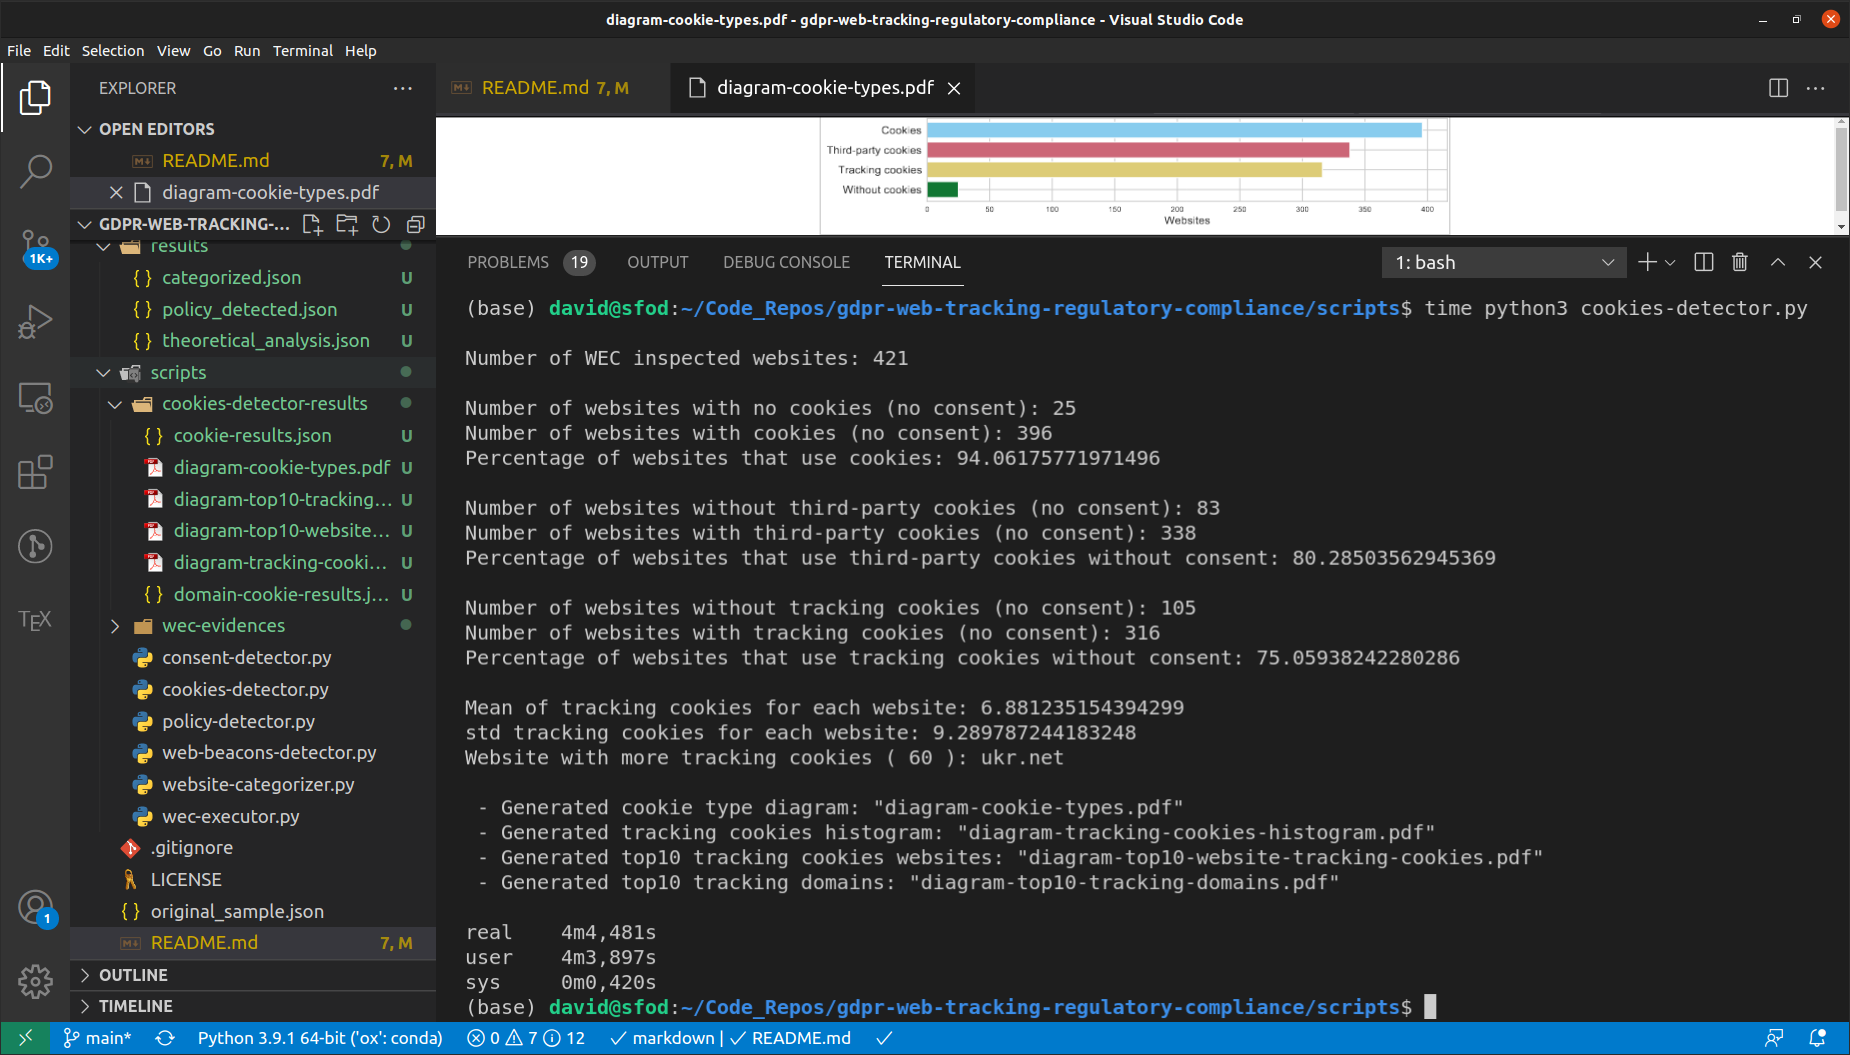 diagram-cookie-types.pdf - gdpr-web-tracking-regulatory-compliance - Visual Studio Code
File Edit Selection View Go Run Terminal Help
EXPLORER
OPEN EDITORS
README.md 7, M
diagram-cookie-types.pdf
GDPR-WEB-TRACKING-...
results
categorized.json U
policy_detected.json U
theoretical_analysis.json U
scripts
cookies-detector-results
cookie-results.json U
diagram-cookie-types.pdf U
diagram-top10-tracking... U
diagram-top10-website... U
diagram-tracking-cooki... U
domain-cookie-results.j... U
wec-evidences
consent-detector.py
cookies-detector.py
policy-detector.py
web-beacons-detector.py
website-categorizer.py
wec-executor.py
.gitignore
LICENSE
original_sample.json
README.md 7, M
OUTLINE
TIMELINE
1K+
TEX
1
README.md 7, M
diagram-cookie-types.pdf
Cookies
Third-party cookies
Tracking cookies
Without cookies
0 50 100 150 200 250 300 350 400
Websites
PROBLEMS 19 OUTPUT DEBUG CONSOLE TERMINAL
1: bash
(base) david@sfod:~/Code_Repos/gdpr-web-tracking-regulatory-compliance/scripts$ time python3 cookies-detector.py
Number of WEC inspected websites: 421
Number of websites with no cookies (no consent): 25
Number of websites with cookies (no consent): 396
Percentage of websites that use cookies: 94.06175771971496
Number of websites without third-party cookies (no consent): 83
Number of websites with third-party cookies (no consent): 338
Percentage of websites that use third-party cookies without consent: 80.28503562945369
Number of websites without tracking cookies (no consent): 105
Number of websites with tracking cookies (no consent): 316
Percentage of websites that use tracking cookies without consent: 75.05938242280286
Mean of tracking cookies for each website: 6.881235154394299
std tracking cookies for each website: 9.289787244183248
Website with more tracking cookies ( 60 ): ukr.net
- Generated cookie type diagram: "diagram-cookie-types.pdf"
- Generated tracking cookies histogram: "diagram-tracking-cookies-histogram.pdf"
- Generated top10 tracking cookies websites: "diagram-top10-website-tracking-cookies.pdf"
- Generated top10 tracking domains: "diagram-top10-tracking-domains.pdf"
real 4m4,481s
user 4m3,897s
sys 0m0,420s
(base) david@sfod:~/Code_Repos/gdpr-web-tracking-regulatory-compliance/scripts$
main* Python 3.9.1 64-bit ('ox': conda) 0 7 12 markdown | README.md